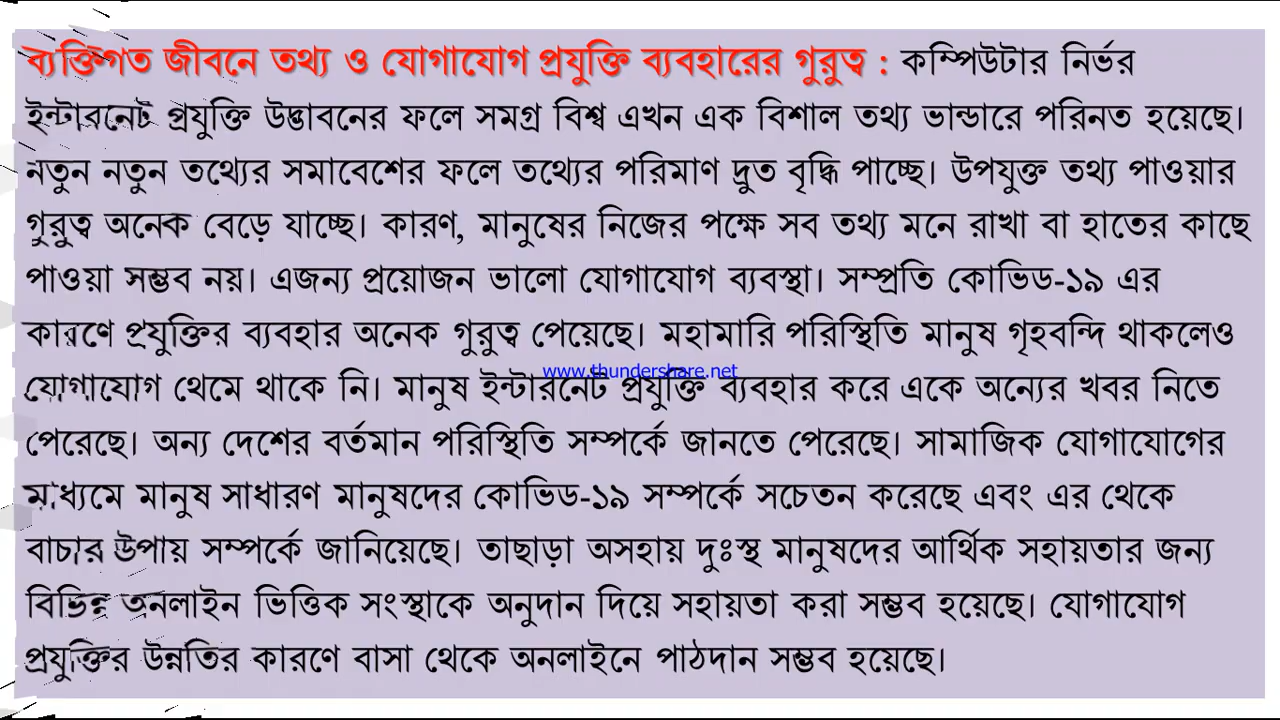 ব্যক্তিগত জীবনে তথ্য ও যোগাযোগ প্রযুক্তি ব্যবহারের গুরুত্ব : কম্পিউটার নির্ভর
ইন্টারনেট প্রযুক্তি উদ্ভাবনের ফলে সমগ্র বিশ্ব এখন এক বিশাল তথ্য ভান্ডারে পরিনত হয়েছে।
নতুন নতুন তথ্যের সমাবেশের ফলে তথ্যের পরিমাণ দ্রুত বৃদ্ধি পাচ্ছে। উপযুক্ত তথ্য পাওয়ার
গুরুত্ব অনেক বেড়ে যাচ্ছে। কারণ, মানুষের নিজের পক্ষে সব তথ্য মনে রাখা বা হাতের কাছে
পাওয়া সম্ভব নয়। এজন্য প্রয়োজন ভালো যোগাযোগ ব্যবস্থা। সম্প্রতি কোভিড-১৯ এর
কারণে প্রযুক্তির ব্যবহার অনেক গুরুত্ব পেয়েছে। মহামারি পরিস্থিতি মানুষ গৃহবন্দি থাকলেও
www.thundershare.net
যোগাযোগ থেমে থাকে নি। মানুষ ইন্টারনেট প্রযুক্তি ব্যবহার করে একে অন্যের খবর নিতে
পেরেছে। অন্য দেশের বর্তমান পরিস্থিতি সম্পর্কে জানতে পেরেছে। সামাজিক যোগাযোগের
মাধ্যমে মানুষ সাধারণ মানুষদের কোভিড-১৯ সম্পর্কে সচেতন করেছে এবং এর থেকে
বাচার উপায় সম্পর্কে জানিয়েছে। তাছাড়া অসহায় দুঃস্থ মানুষদের আর্থিক সহায়তার জন্য
বিভিন্ন অনলাইন ভিত্তিক সংস্থাকে অনুদান দিয়ে সহায়তা করা সম্ভব হয়েছে। যোগাযোগ
প্রযুক্তির উন্নতির কারণে বাসা থেকে অনলাইনে পাঠদান সম্ভব হয়েছে।